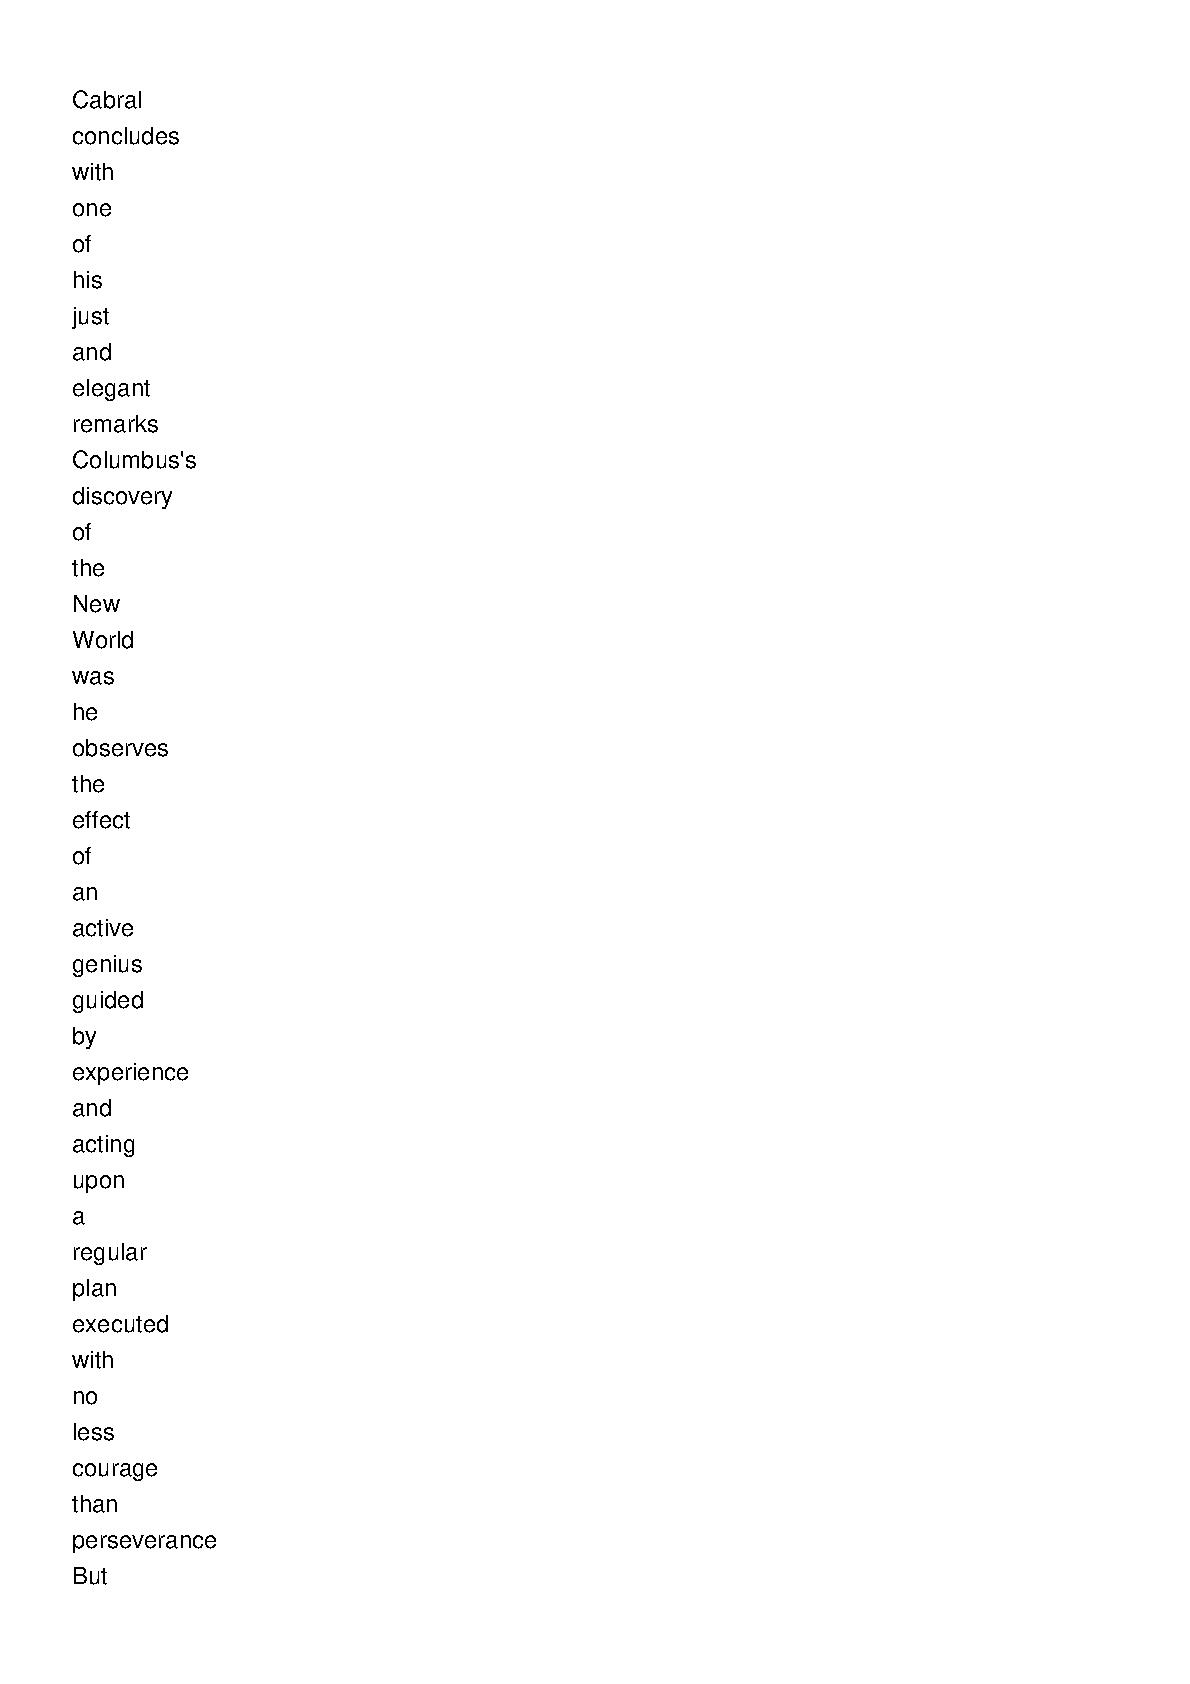 Cabral
concludes
with
one
of
his
just
and
elegant
remarks
Columbus's
discovery
of
the
New
World
was
he
observes
the
effect
of
an
active
genius
guided
by
experience
and
acting
upon
a
regular
plan
executed
with
no
less
courage
than
perseverance
But